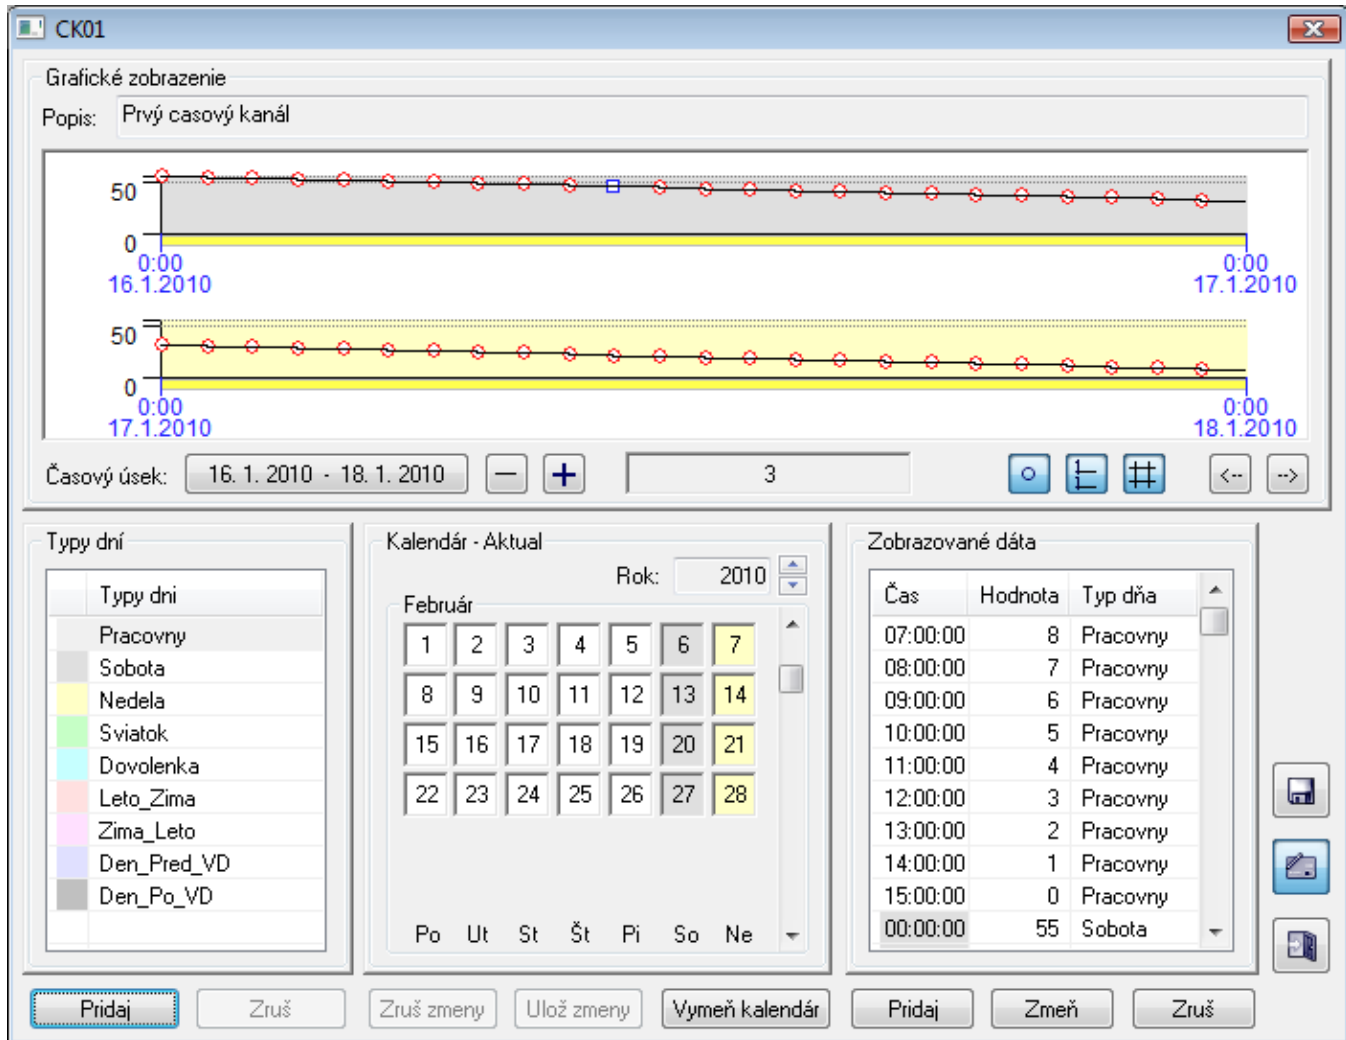 CK01
Grafické zobrazenie
Popis: Prvý casový kanál
50
0
0:00 0:00
16.1.2010 17.1.2010
50
0
0:00 0:00
17.1.2010 18.1.2010
Časový úsek: 16. 1. 2010 - 18. 1. 2010 3 <-- -->
Typy dní
Typy dni
Pracovny
Sobota
Nedela
Sviatok
Dovolenka
Leto_Zima
Zima_Leto
Den_Pred_VD
Den_Po_VD
Kalendár - Aktual
Rok: 2010
Február
1 2 3 4 5 6 7
8 9 10 11 12 13 14
15 16 17 18 19 20 21
22 23 24 25 26 27 28
Po Ut St Št Pi So Ne
Zobrazované dáta
Čas Hodnota Typ dňa
07:00:00 8 Pracovny
08:00:00 7 Pracovny
09:00:00 6 Pracovny
10:00:00 5 Pracovny
11:00:00 4 Pracovny
12:00:00 3 Pracovny
13:00:00 2 Pracovny
14:00:00 1 Pracovny
15:00:00 0 Pracovny
00:00:00 55 Sobota
Pridaj Zruš Zruš zmeny Ulož zmeny Vymeň kalendár Pridaj Zmeň Zruš